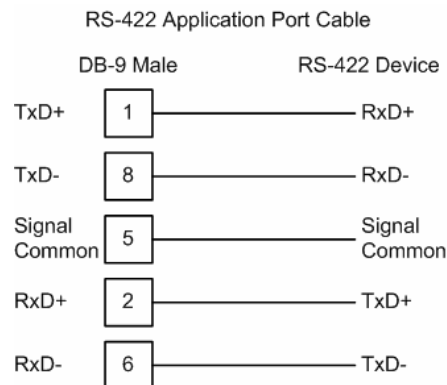 RS-422 Application Port Cable
DB-9 Male RS-422 Device
TxD+ 1 RxD+
TxD- 8 RxD-
Signal Common 5 Signal Common
RxD+ 2 TxD+
RxD- 6 TxD-